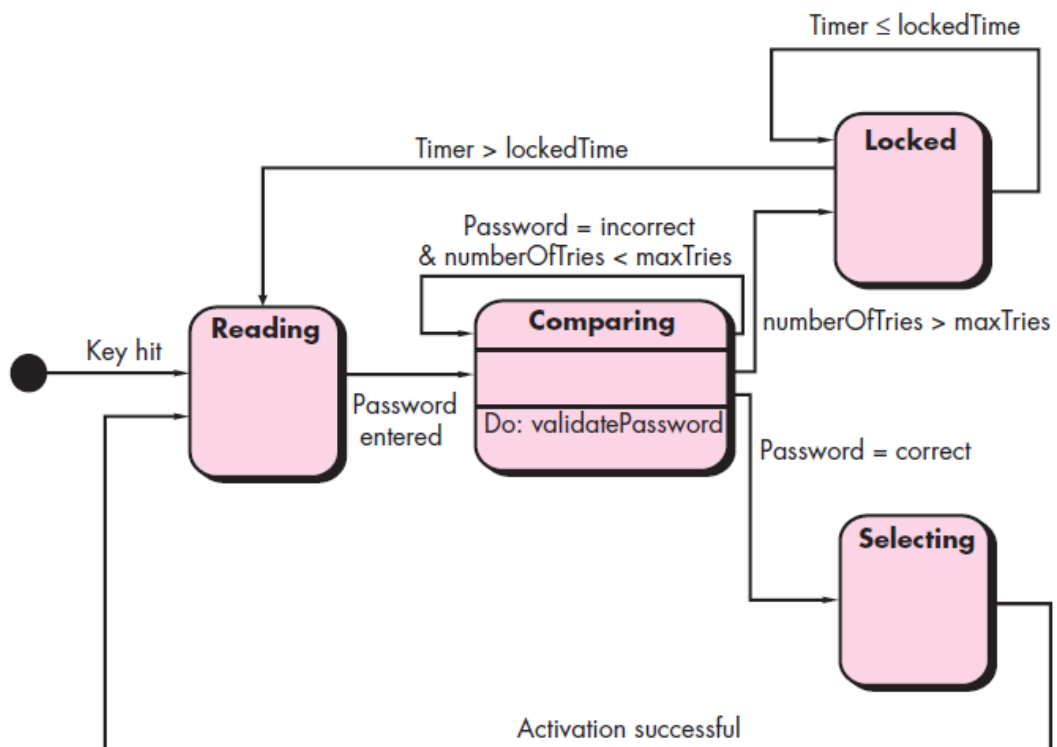 Timer ≤ lockedTime
Locked
Timer > lockedTime
Password = incorrect
& numberOfTries < maxTries
Reading
Comparing
numberOfTries > maxTries
Key hit
Password
entered
Do: validatePassword
Password = correct
Selecting
Activation successful